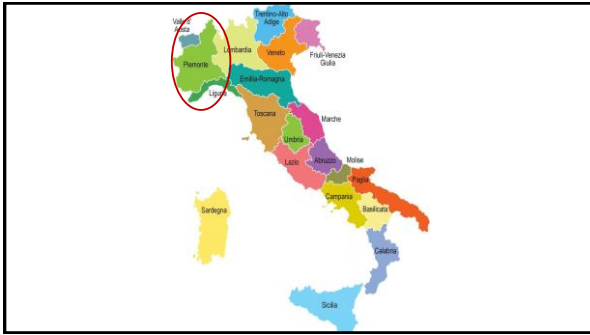 Trentino-Alto
Adige
Valle d'
Aosta
Lombardia
Veneto
Friuli-Venezia
Giulia
Piemonte
Emilia-Romagna
Liguria
Toscana
Marche
Umbria
Lazio
Abruzzo
Molise
Puglia
Campania
Basilicata
Sardegna
Calabria
Sicilia